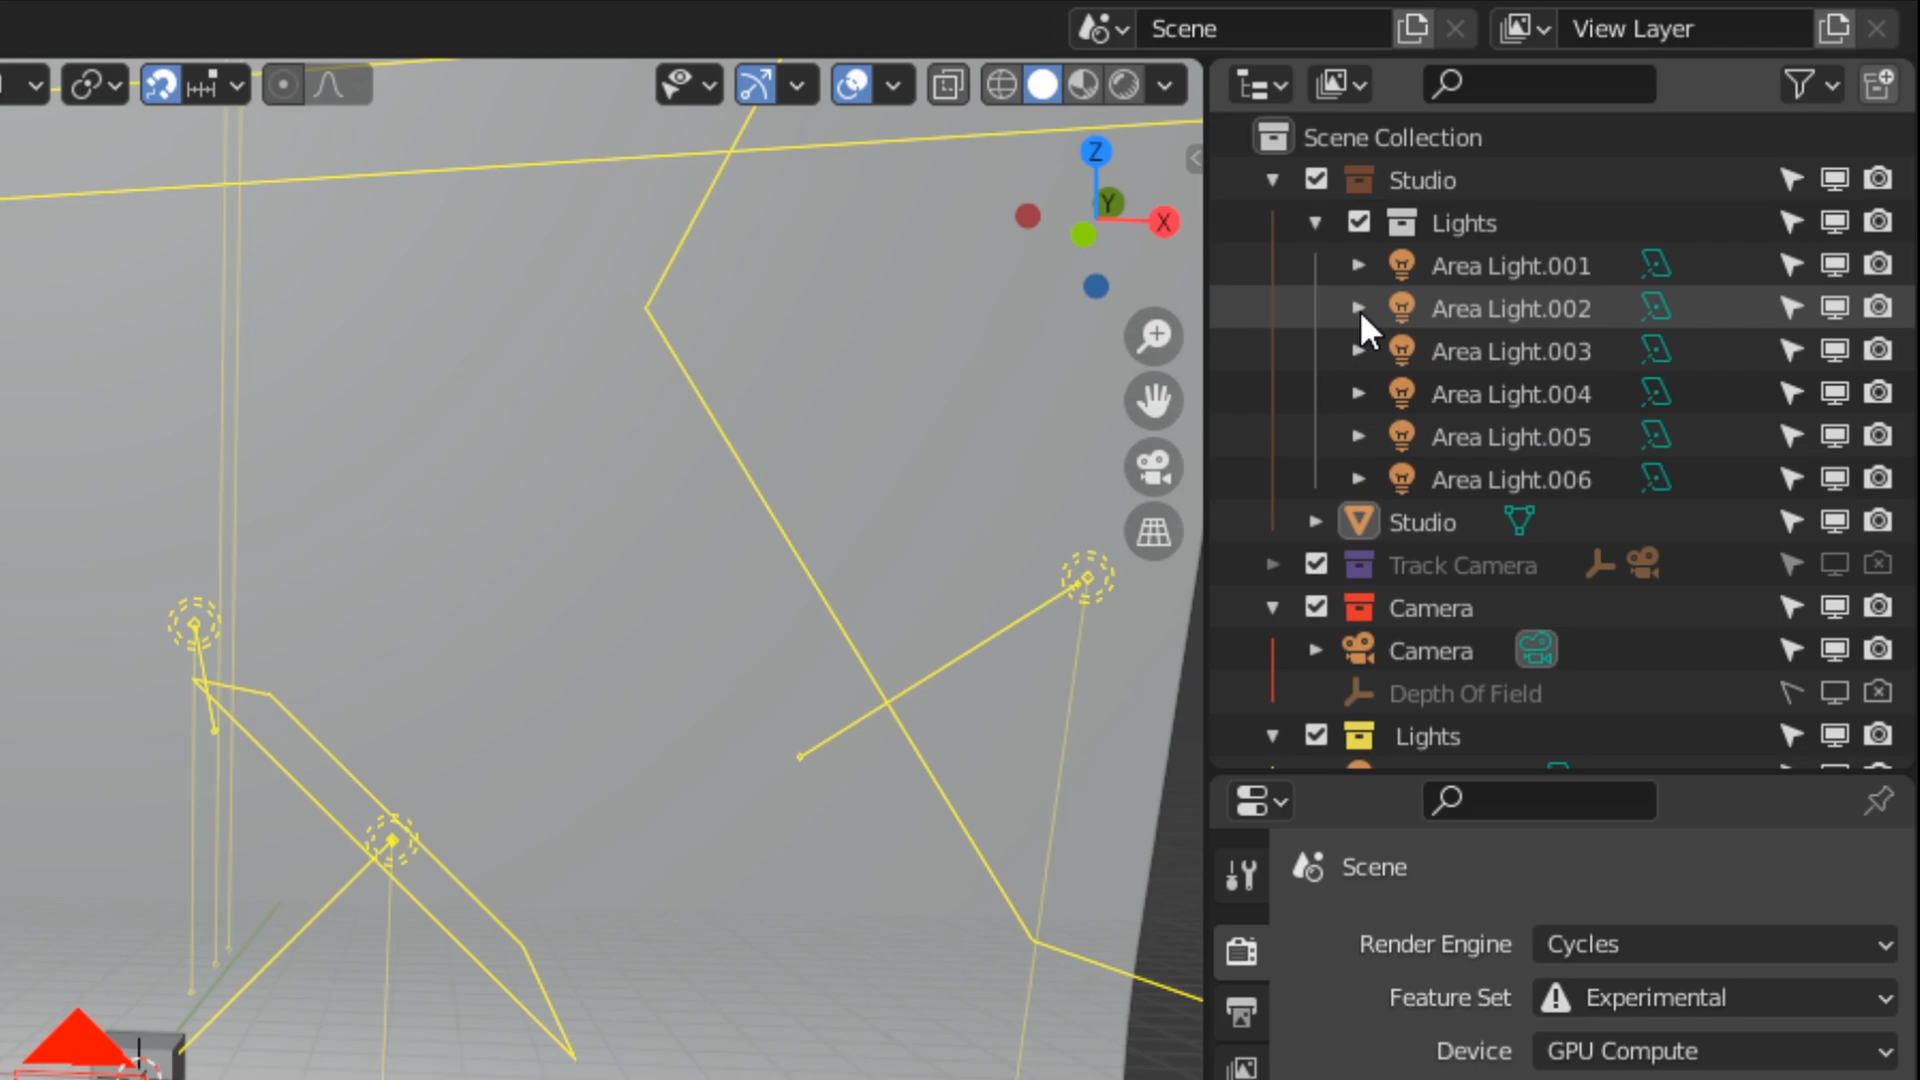 Scene
View Layer
Scene Collection
Studio
Lights
Area Light.001
Area Light.002
Area Light.003
Area Light.004
Area Light.005
Area Light.006
Studio
Track Camera
Camera
Camera
Depth Of Field
Lights
Z
Y
X
Scene
Render Engine Cycles
Feature Set Experimental
Device GPU Compute